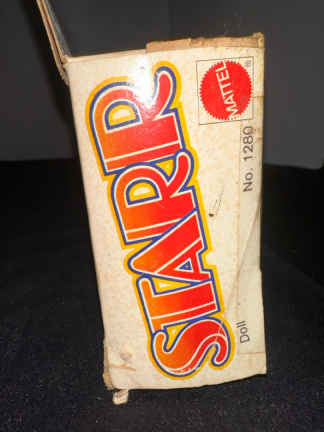 STARR
MATTEL
®
Doll
No. 1280